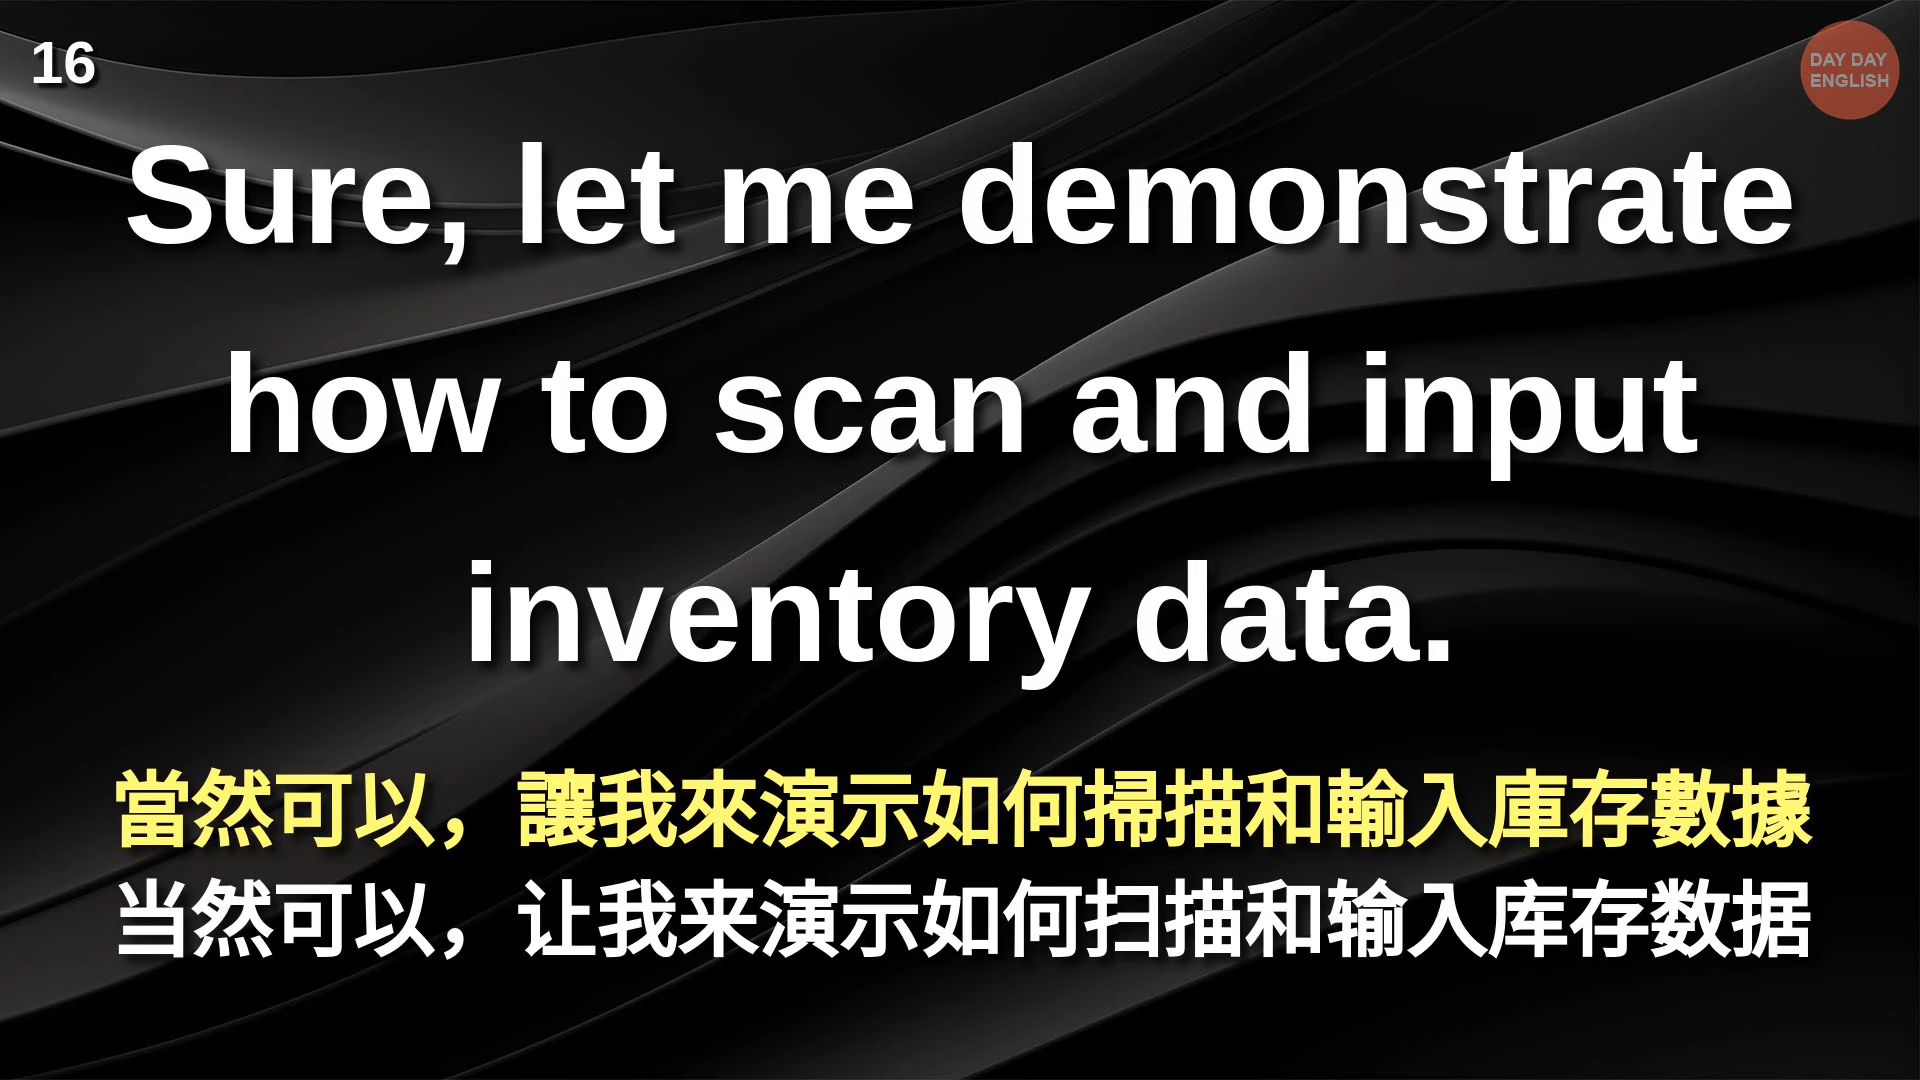 16
DAY DAY
ENGLISH
Sure, let me demonstrate
how to scan and input
inventory data.
當然可以，讓我來演示如何掃描和輸入庫存數據
当然可以，让我来演示如何扫描和输入库存数据